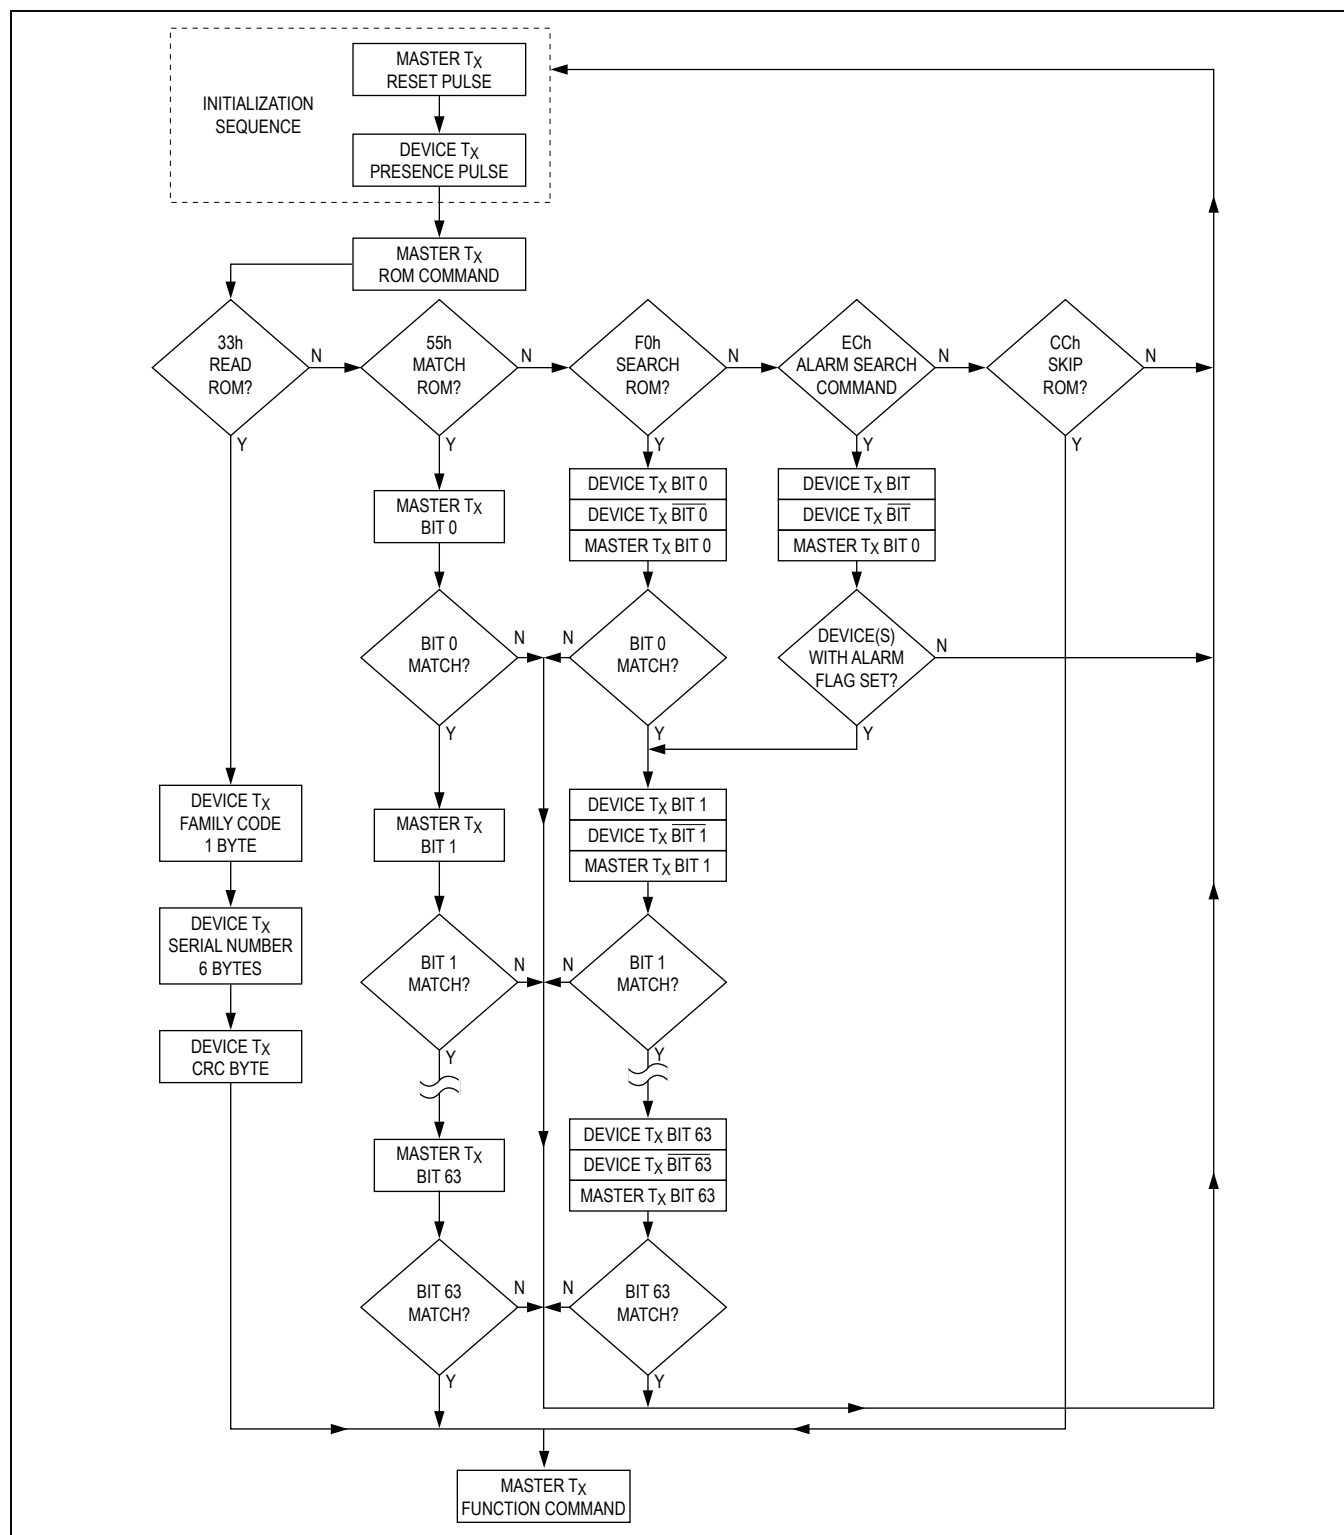 MASTER TX
RESET PULSE
INITIALIZATION
SEQUENCE
DEVICE TX
PRESENCE PULSE
MASTER TX
ROM COMMAND
33h
READ
ROM?
N
Y
55h
MATCH
ROM?
N
Y
F0h
SEARCH
ROM?
N
Y
ECh
ALARM SEARCH
COMMAND
N
Y
CCh
SKIP
ROM?
N
Y
MASTER TX
BIT 0
DEVICE TX BIT 0
DEVICE TX B̅I̅T̅ ̅0̅
MASTER TX BIT 0
DEVICE TX BIT
DEVICE TX B̅I̅T̅
MASTER TX BIT 0
BIT 0
MATCH?
N
Y
N
BIT 0
MATCH?
Y
DEVICE(S)
WITH ALARM
FLAG SET?
N
Y
DEVICE TX
FAMILY CODE
1 BYTE
MASTER TX
BIT 1
DEVICE TX BIT 1
DEVICE TX B̅I̅T̅ ̅1̅
MASTER TX BIT 1
DEVICE TX
SERIAL NUMBER
6 BYTES
BIT 1
MATCH?
N
Y
N
BIT 1
MATCH?
Y
DEVICE TX
CRC BYTE
MASTER TX
BIT 63
DEVICE TX BIT 63
DEVICE TX B̅I̅T̅ ̅6̅3̅
MASTER TX BIT 63
BIT 63
MATCH?
N
Y
N
BIT 63
MATCH?
Y
MASTER TX
FUNCTION COMMAND